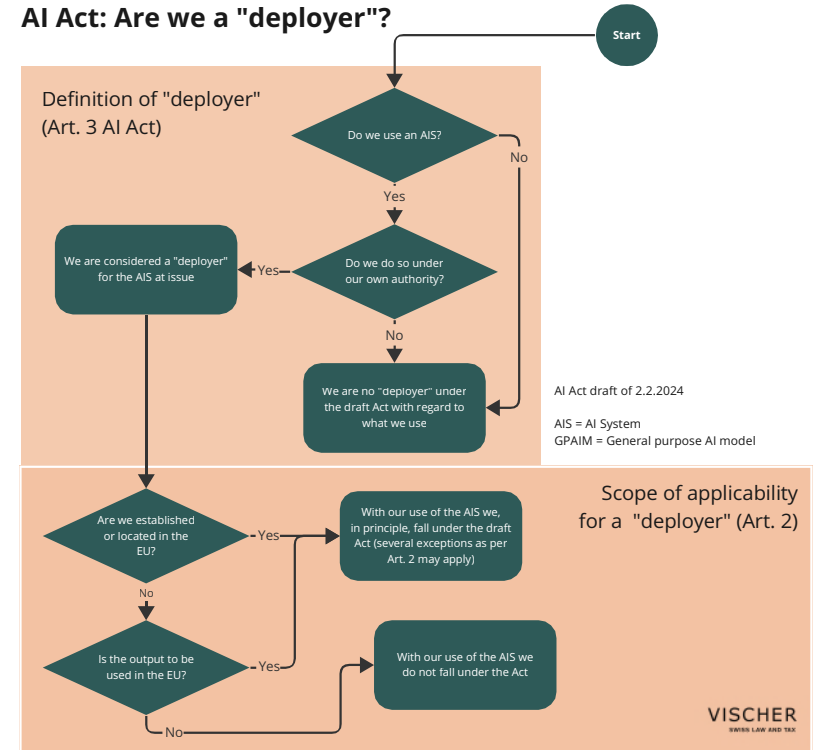 AI Act: Are we a "deployer"?
Start
Definition of "deployer"
(Art. 3 AI Act)
Do we use an AIS?
No
Yes
We are considered a "deployer"
for the AIS at issue
Yes
Do we do so under
our own authority?
No
We are no "deployer" under
the draft Act with regard to
what we use
AI Act draft of 2.2.2024
AIS = AI System
GPAIM = General purpose AI model
Scope of applicability
for a "deployer" (Art. 2)
Are we established
or located in the
EU?
Yes
With our use of the AIS we,
in principle, fall under the draft
Act (several exceptions as per
Art. 2 may apply)
No
Is the output to be
used in the EU?
Yes
With our use of the AIS we
do not fall under the Act
No
VISCHER
SWISS LAW AND TAX